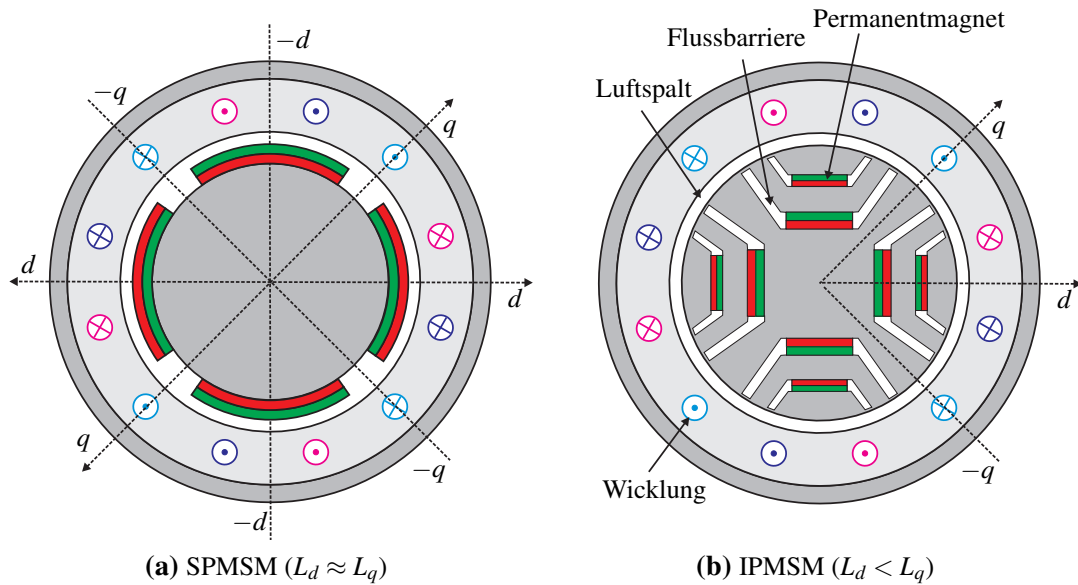 −d
−q
q
d
d
q
−q
−d
(a) SPMSM (L_d ≈ L_q)
Permanentmagnet
Flussbarriere
Luftspalt
q
d
−q
Wicklung
(b) IPMSM (L_d < L_q)